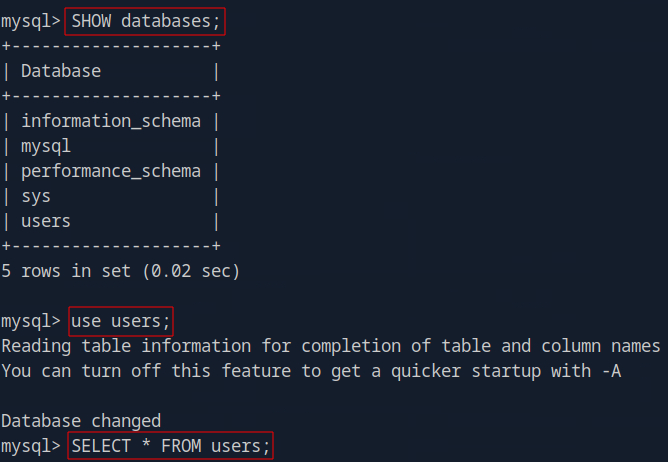 mysql> SHOW databases;
+--------------------+
| Database           |
+--------------------+
| information_schema |
| mysql              |
| performance_schema |
| sys                |
| users              |
+--------------------+
5 rows in set (0.02 sec)

mysql> use users;
Reading table information for completion of table and column names
You can turn off this feature to get a quicker startup with -A

Database changed
mysql> SELECT * FROM users;